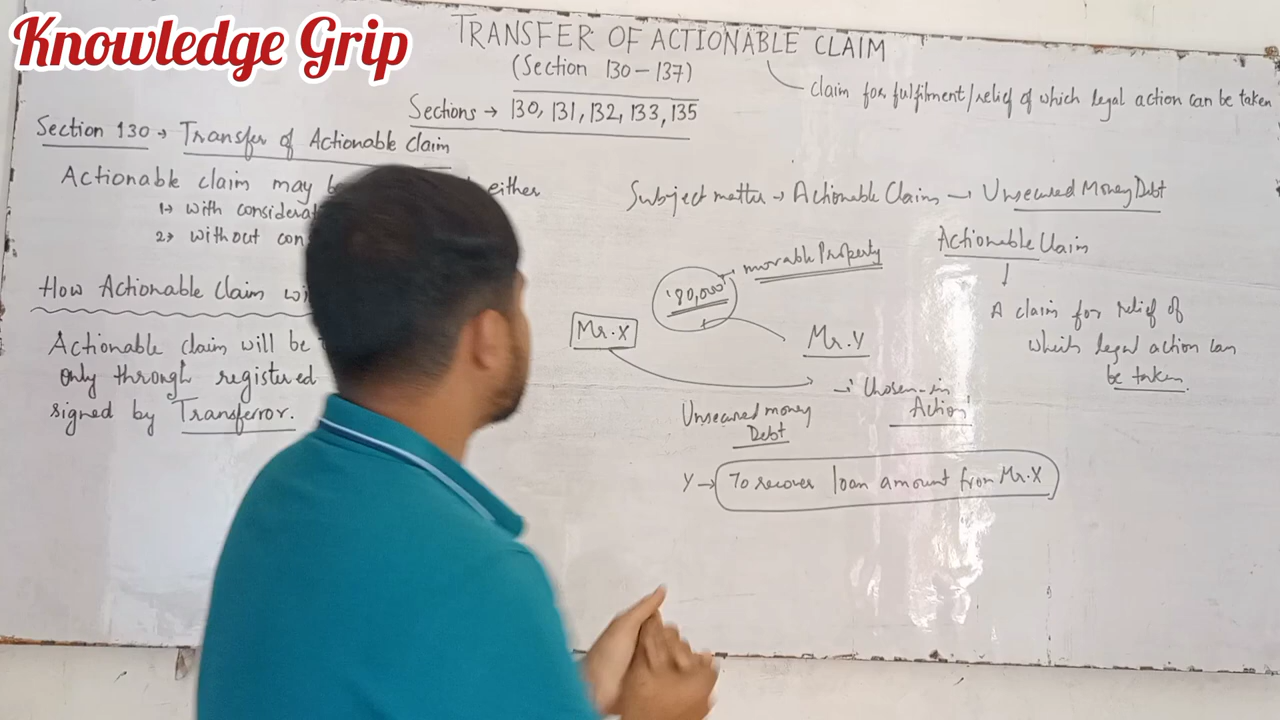 Knowledge Grip
TRANSFER OF ACTIONABLE CLAIM
(Section 130-137)
claim for fulfilment/relief of which legal action can be taken
Sections → 130, 131, 132, 133, 135
Section 130 → Transfer of Actionable claim
Actionable claim may either
1→ with considerat
2→ without con
How Actionable Claim wi
Actionable claim will be
only through registered
signed by Transferror.
Subject matter → Actionable Claims — Unsecured Money Debt
movable Property
80,000
Mr.X
Mr.Y
Chosen-in
Action
Unsecured money
Debt
Y → To recover loan amount from Mr.X
Actionable Claim
↓
A claim for relief of
which legal action can
be taken.